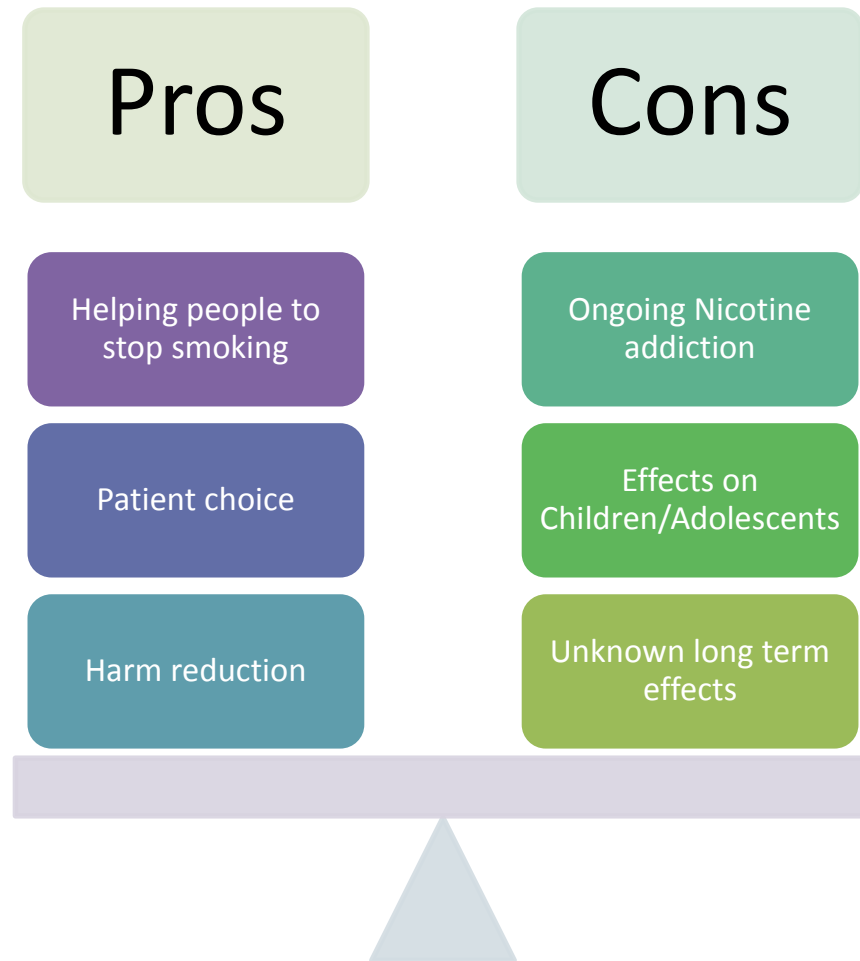 Pros
Cons
Helping people to
stop smoking
Ongoing Nicotine
addiction
Patient choice
Effects on
Children/Adolescents
Harm reduction
Unknown long term
effects